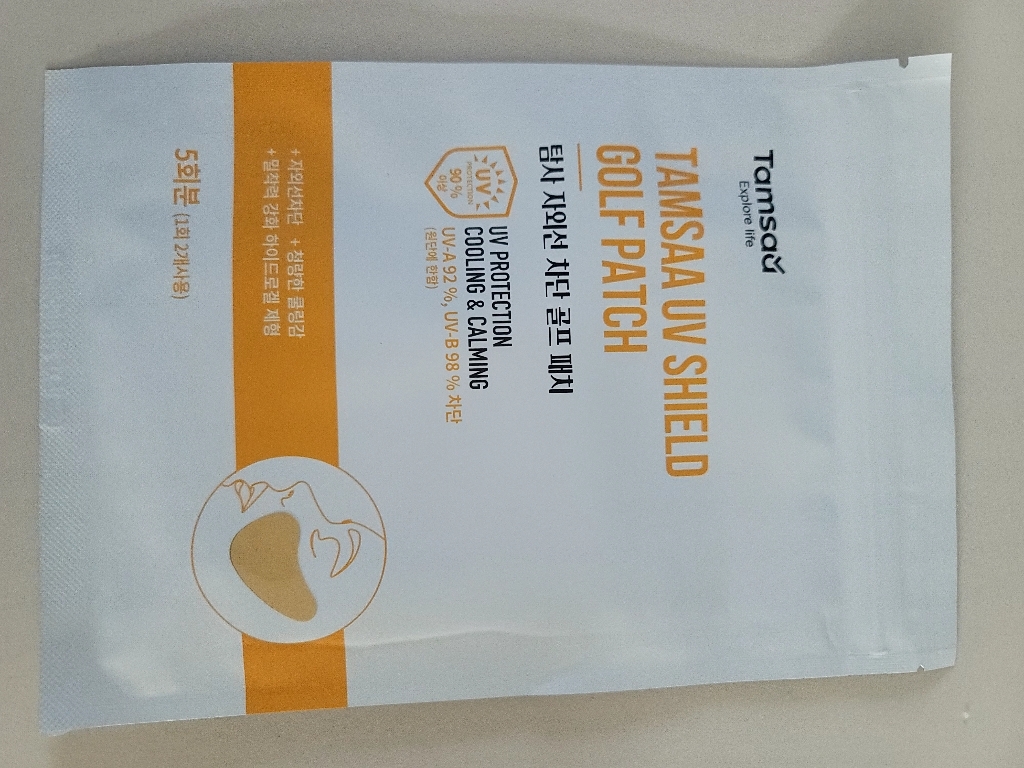 Tamsaa
Explore life
TAMSAA UV SHIELD
GOLF PATCH
탐사 자외선 차단 골프 패치
UV
PROTECTION
90 %
이상
UV PROTECTION
COOLING & CALMING
UV-A 92 %, UV-B 98 % 차단
(원단에 한함)
+ 자외선차단 + 청량한 쿨링감
+ 밀착력 강화 하이드로겔 제형
5회분 (1회 2개사용)